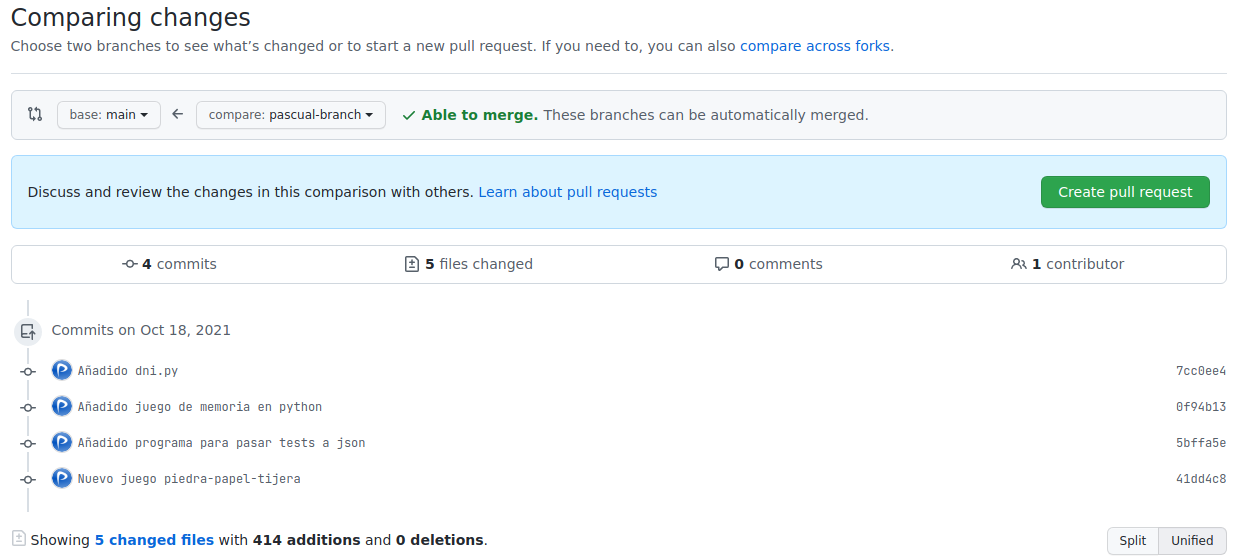 Comparing changes
Choose two branches to see what's changed or to start a new pull request. If you need to, you can also compare across forks.
base: main compare: pascual-branch Able to merge. These branches can be automatically merged.
Discuss and review the changes in this comparison with others. Learn about pull requests Create pull request
4 commits 5 files changed 0 comments 1 contributor
Commits on Oct 18, 2021
Añadido dni.py 7cc0ee4
Añadido juego de memoria en python 0f94b13
Añadido programa para pasar tests a json 5bffa5e
Nuevo juego piedra-papel-tijera 41dd4c8
Showing 5 changed files with 414 additions and 0 deletions. Split Unified